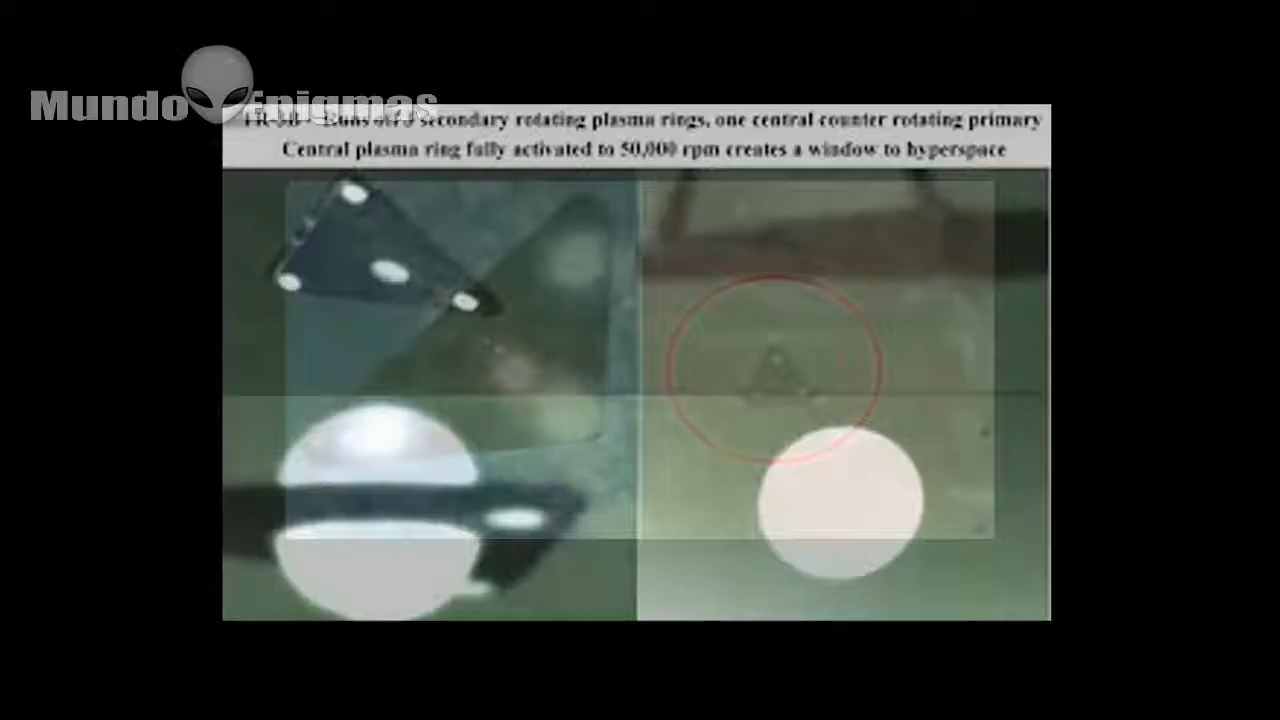 Mundo Enigmas
secondary rotating plasma rings, one central counter rotating primary
Central plasma ring fully activated to 50,000 rpm creates a window to hyperspace